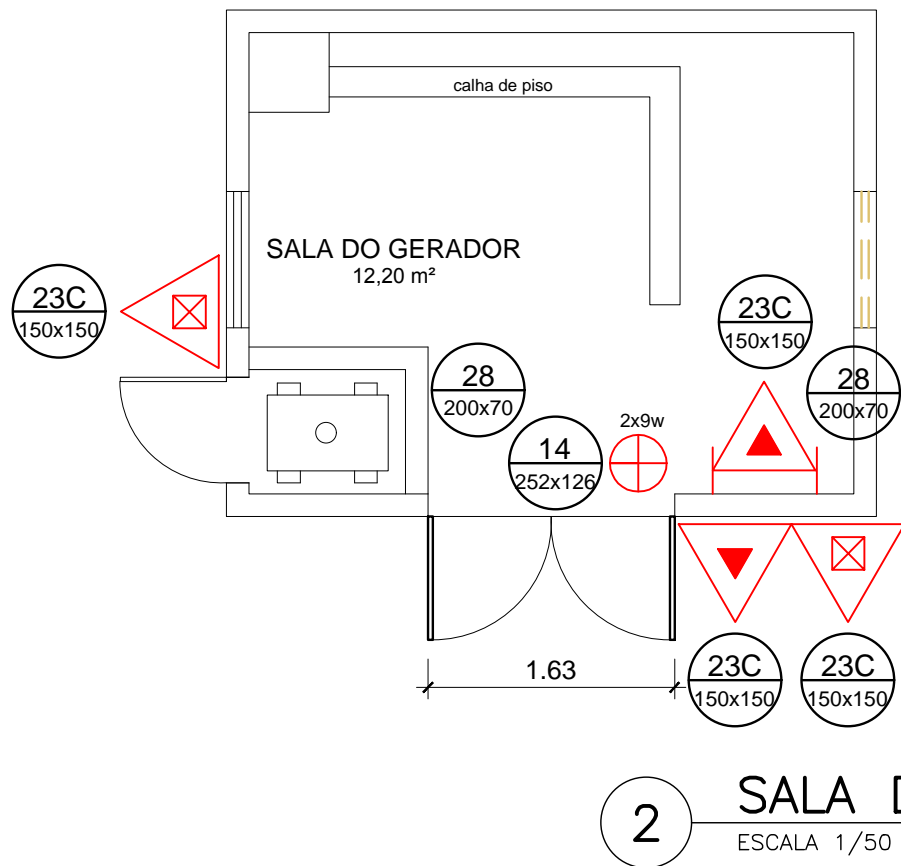 calha de piso
SALA DO GERADOR
12,20 m²
23C
150x150
23C
150x150
28
200x70
28
200x70
2x9w
14
252x126
1.63
23C
150x150
23C
150x150
2
SALA
ESCALA 1/50